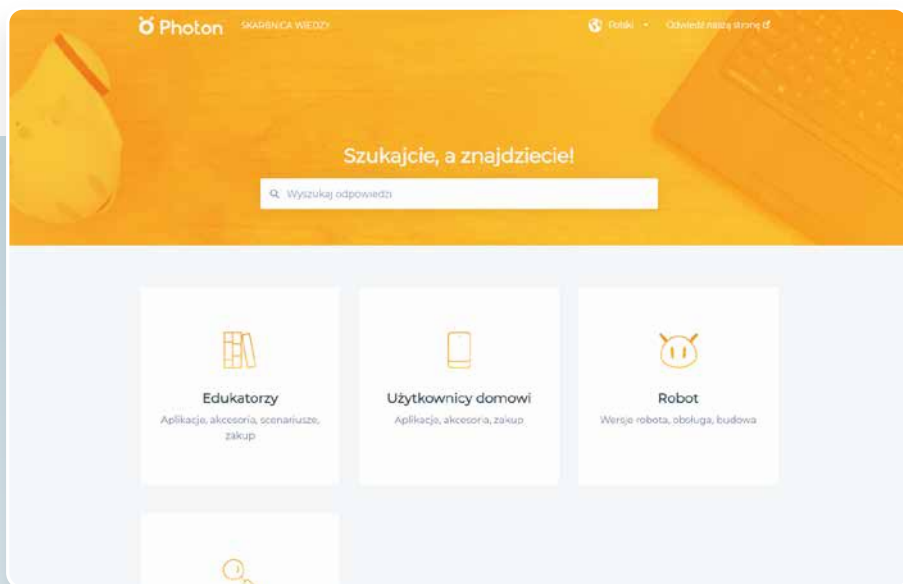 Photon SKARBNICA WIEDZY Polski Odwiedź naszą stronę
Szukajcie, a znajdziecie!
Wyszukaj odpowiedzi
Edukatorzy
Aplikacje, akcesoria, scenariusze,
zakup
Użytkownicy domowi
Aplikacje, akcesoria, zakup
Robot
Wersje robota, obsługa, budowa